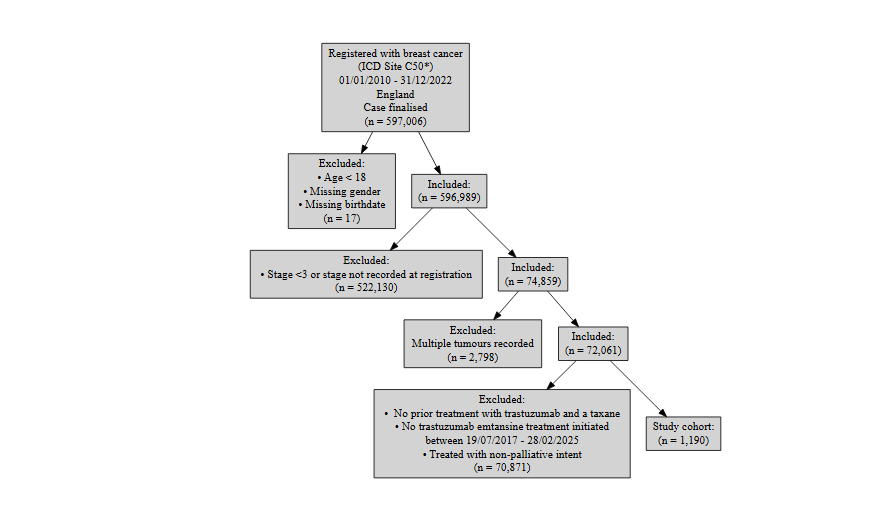 Registered with breast cancer
(ICD Site C50*)
01/01/2010 - 31/12/2022
England
Case finalised
(n = 597,006)
Excluded:
• Age < 18
• Missing gender
• Missing birthdate
(n = 17)
Included:
(n = 596,989)
Excluded:
• Stage <3 or stage not recorded at registration
(n = 522,130)
Included:
(n = 74,859)
Excluded:
Multiple tumours recorded
(n = 2,798)
Included:
(n = 72,061)
Excluded:
• No prior treatment with trastuzumab and a taxane
• No trastuzumab emtansine treatment initiated
between 19/07/2017 - 28/02/2025
• Treated with non-palliative intent
(n = 70,871)
Study cohort:
(n = 1,190)